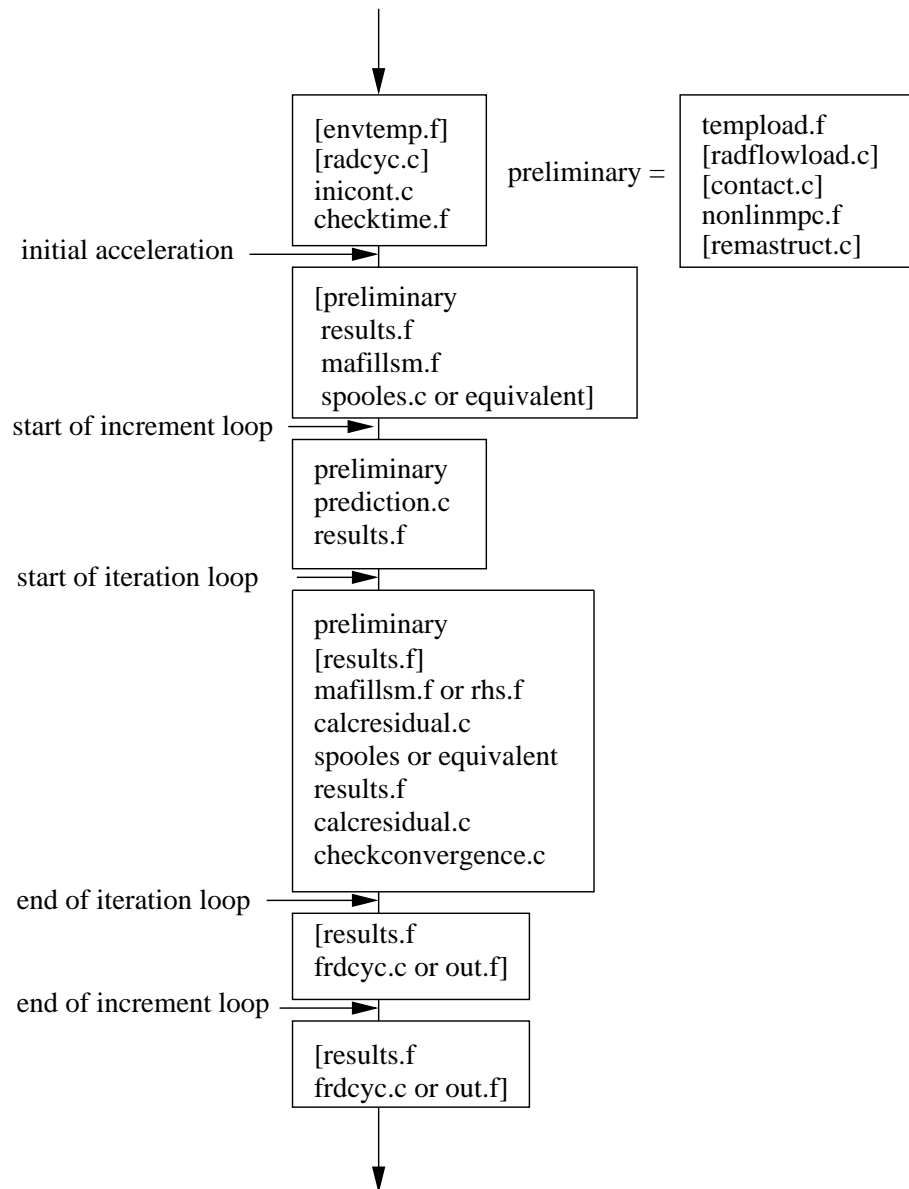 [envtemp.f]
[radcyc.c]
inicont.c
checktime.f
preliminary =
tempload.f
[radflowload.c]
[contact.c]
nonlinmpc.f
[remastruct.c]
initial acceleration
[preliminary
results.f
mafillsm.f
spooles.c or equivalent]
start of increment loop
preliminary
prediction.c
results.f
start of iteration loop
preliminary
[results.f]
mafillsm.f or rhs.f
calcresidual.c
spooles or equivalent
results.f
calcresidual.c
checkconvergence.c
end of iteration loop
[results.f
frdcyc.c or out.f]
end of increment loop
[results.f
frdcyc.c or out.f]